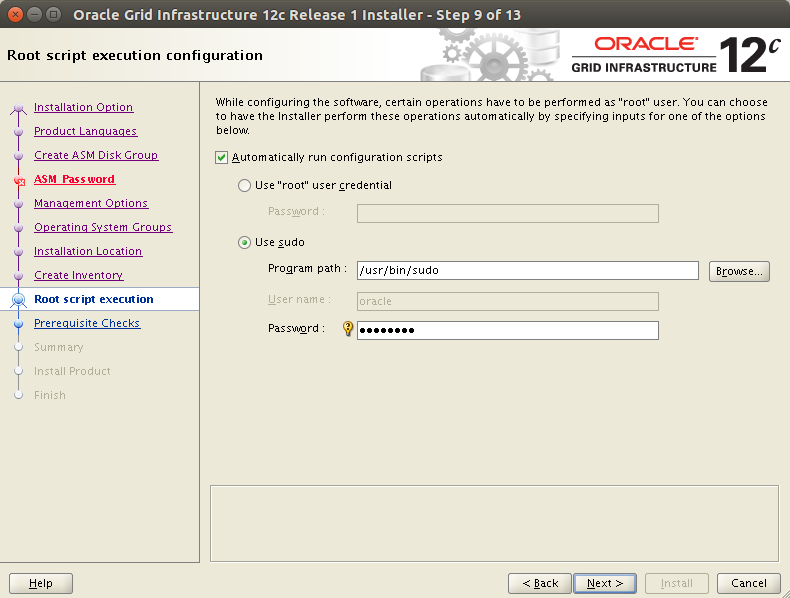 Oracle Grid Infrastructure 12c Release 1 Installer - Step 9 of 13
Root script execution configuration
ORACLE®
GRID INFRASTRUCTURE
12c
Installation Option
Product Languages
Create ASM Disk Group
ASM Password
Management Options
Operating System Groups
Installation Location
Create Inventory
Root script execution
Prerequisite Checks
Summary
Install Product
Finish
While configuring the software, certain operations have to be performed as "root" user. You can choose
to have the Installer perform these operations automatically by specifying inputs for one of the options
below.
Automatically run configuration scripts
Use "root" user credential
Password :
Use sudo
Program path : /usr/bin/sudo Browse...
User name : oracle
Password : ●●●●●●●●
Help < Back Next > Install Cancel